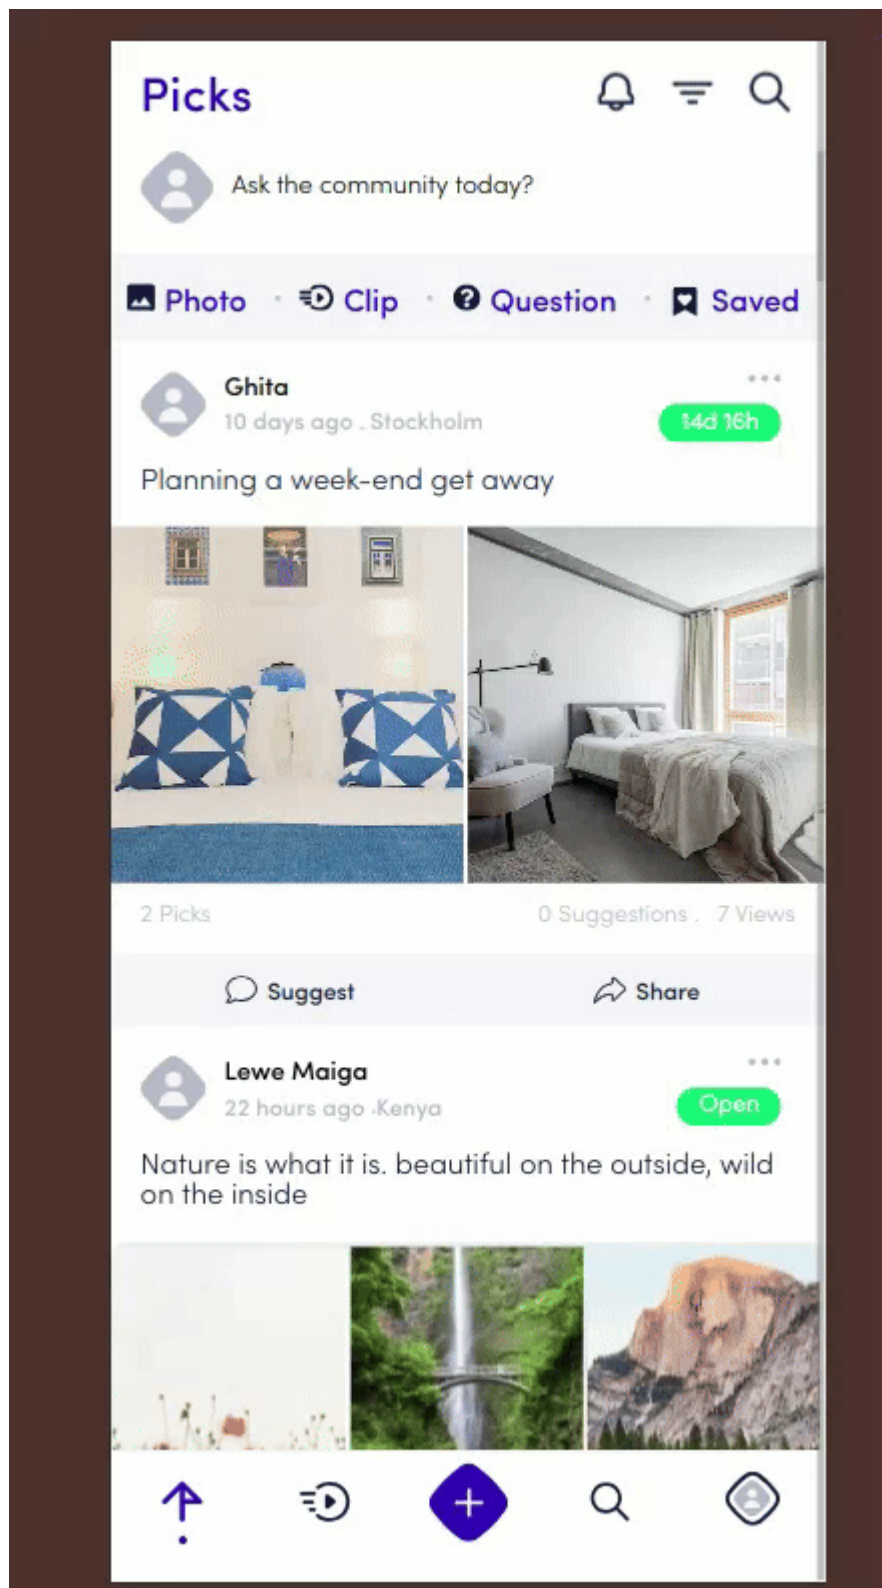 Picks
Ask the community today?
Photo · Clip · Question · Saved
Ghita
10 days ago . Stockholm
14d 16h
Planning a week-end get away
2 Picks
0 Suggestions . 7 Views
Suggest
Share
Lewe Maiga
22 hours ago .Kenya
Open
Nature is what it is. beautiful on the outside, wild
on the inside